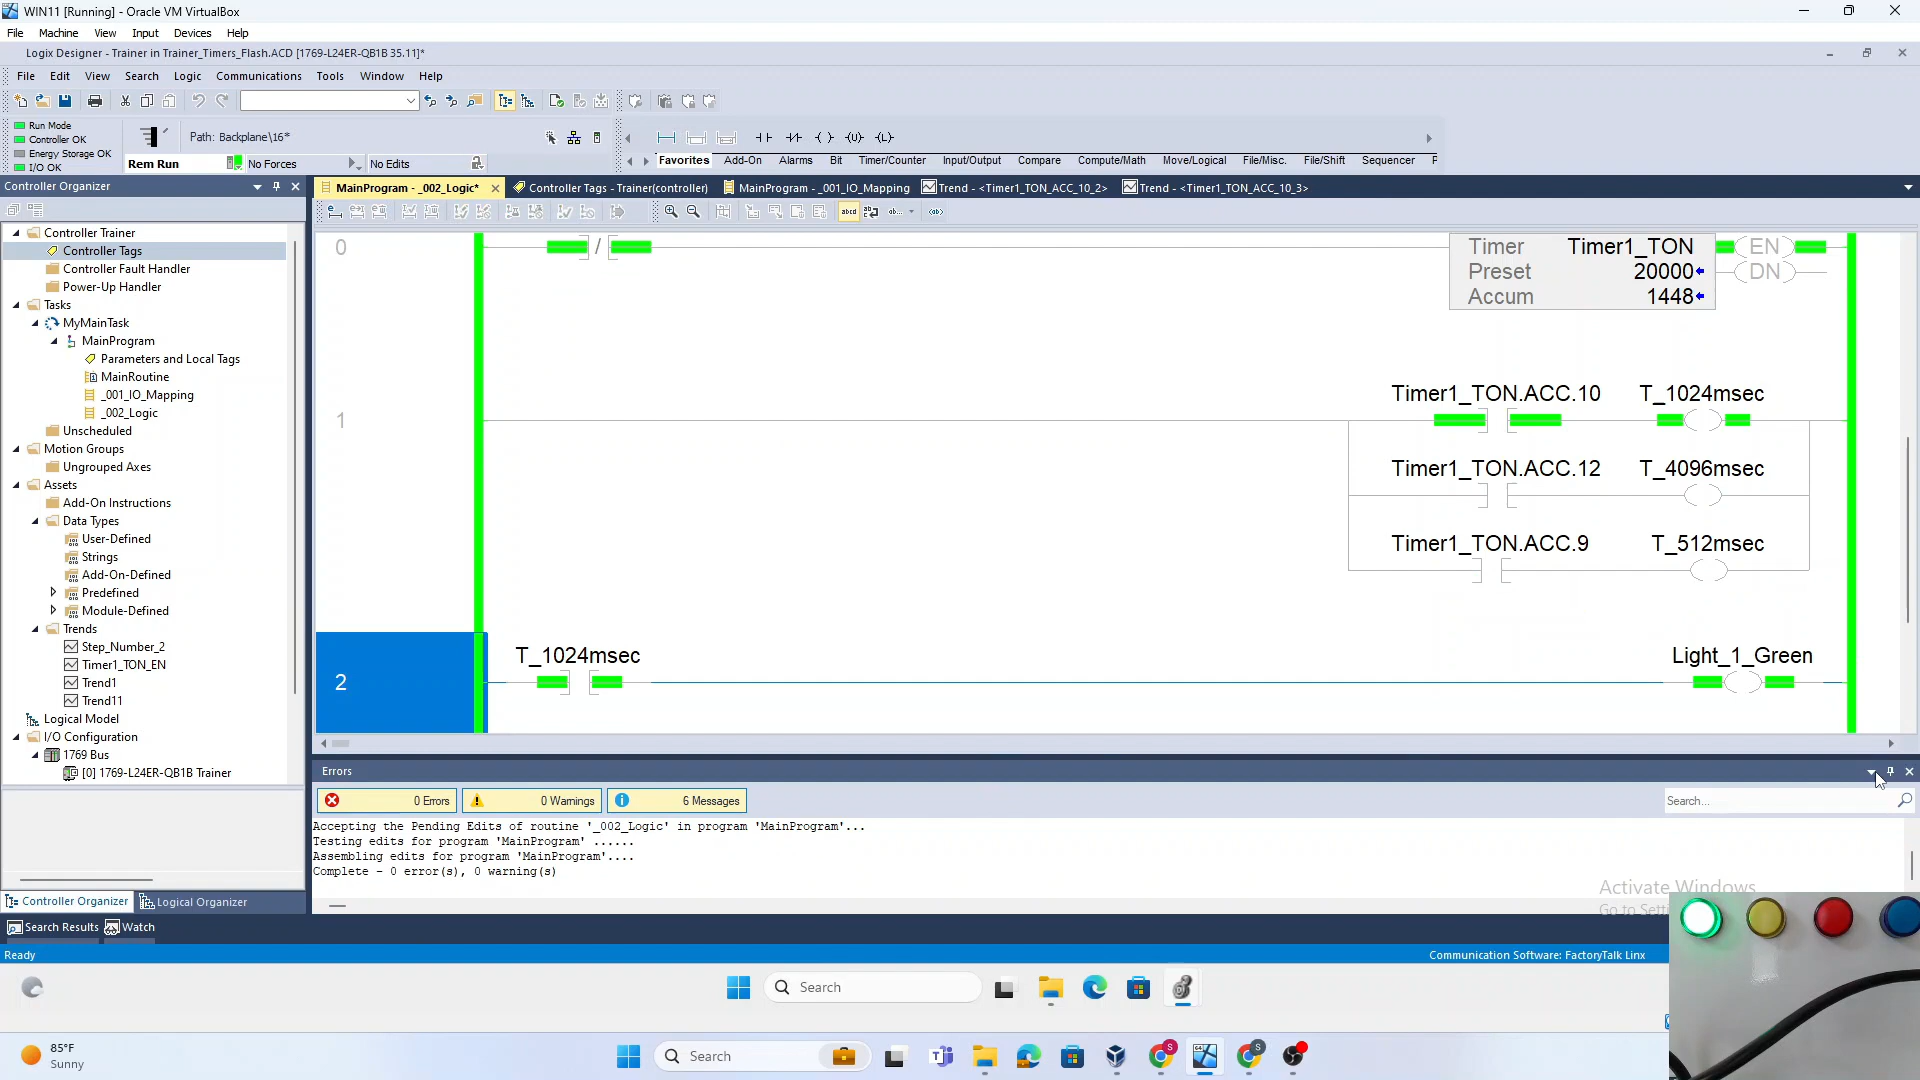 WIN11 [Running] - Oracle VM VirtualBox
File Machine View Input Devices Help
Logix Designer - Trainer in Trainer_Timers_Flash.ACD [1769-L24ER-QB1B 35.11]*
File Edit View Search Logic Communications Tools Window Help
Run Mode
Controller OK
Energy Storage OK
I/O OK
Path: Backplane\16*
Rem Run No Forces No Edits
Favorites Add-On Alarms Bit Timer/Counter Input/Output Compare Compute/Math Move/Logical File/Misc. File/Shift Sequencer P
Controller Organizer
MainProgram - _002_Logic* Controller Tags - Trainer(controller) MainProgram - _001_IO_Mapping Trend - <Timer1_TON_ACC_10_2> Trend - <Timer1_TON_ACC_10_3>
Controller Trainer
Controller Tags
Controller Fault Handler
Power-Up Handler
Tasks
MyMainTask
MainProgram
Parameters and Local Tags
MainRoutine
_001_IO_Mapping
_002_Logic
Unscheduled
Motion Groups
Ungrouped Axes
Assets
Add-On Instructions
Data Types
User-Defined
Strings
Add-On-Defined
Predefined
Module-Defined
Trends
Step_Number_2
Timer1_TON_EN
Trend1
Trend11
Logical Model
I/O Configuration
1769 Bus
[0] 1769-L24ER-QB1B Trainer
Controller Organizer Logical Organizer
0
Timer Timer1_TON EN
Preset 20000 DN
Accum 1448
Timer1_TON.ACC.10 T_1024msec
1
Timer1_TON.ACC.12 T_4096msec
Timer1_TON.ACC.9 T_512msec
T_1024msec Light_1_Green
2
Errors
0 Errors 0 Warnings 6 Messages Search...
Accepting the Pending Edits of routine '_002_Logic' in program 'MainProgram'...
Testing edits for program 'MainProgram' ......
Assembling edits for program 'MainProgram'....
Complete - 0 error(s), 0 warning(s)
Activate Windows
Go to Setti
Search Results Watch
Ready Communication Software: FactoryTalk Linx
Search
85°F
Sunny
Search